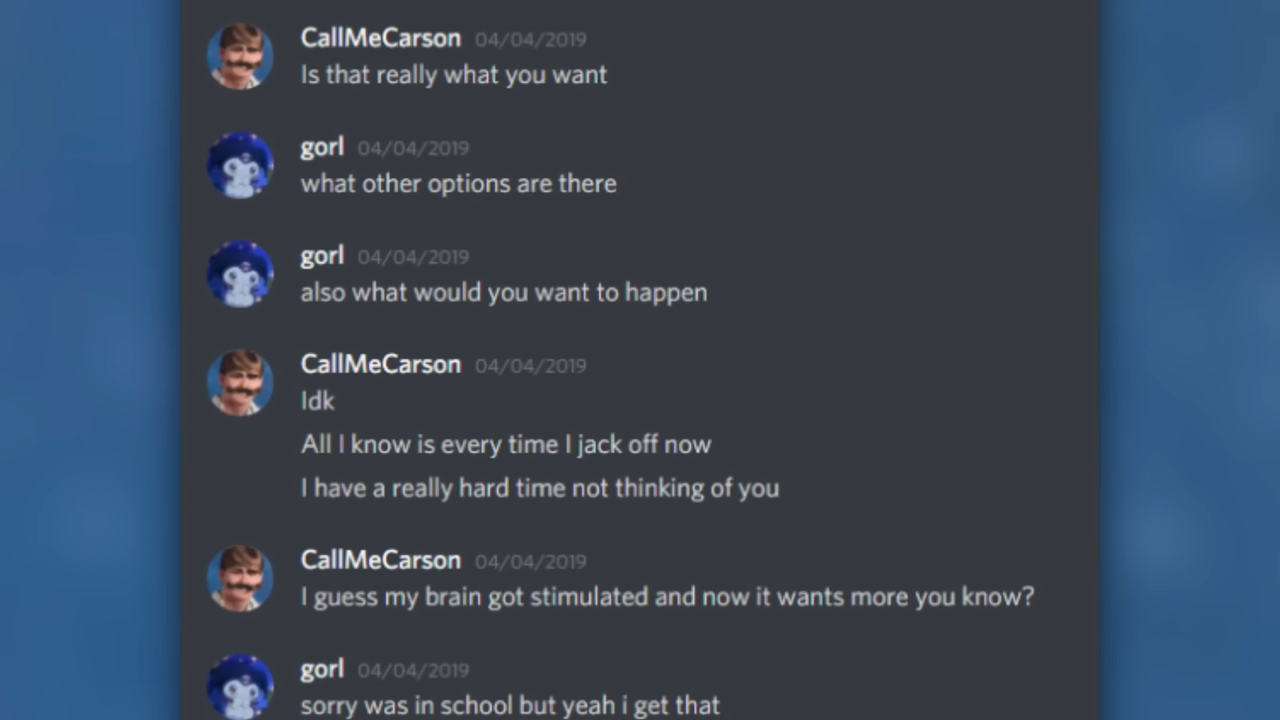 CallMeCarson 04/04/2019
Is that really what you want
gorl 04/04/2019
what other options are there
gorl 04/04/2019
also what would you want to happen
CallMeCarson 04/04/2019
Idk
All I know is every time I jack off now
I have a really hard time not thinking of you
CallMeCarson 04/04/2019
I guess my brain got stimulated and now it wants more you know?
gorl 04/04/2019
sorry was in school but yeah i get that